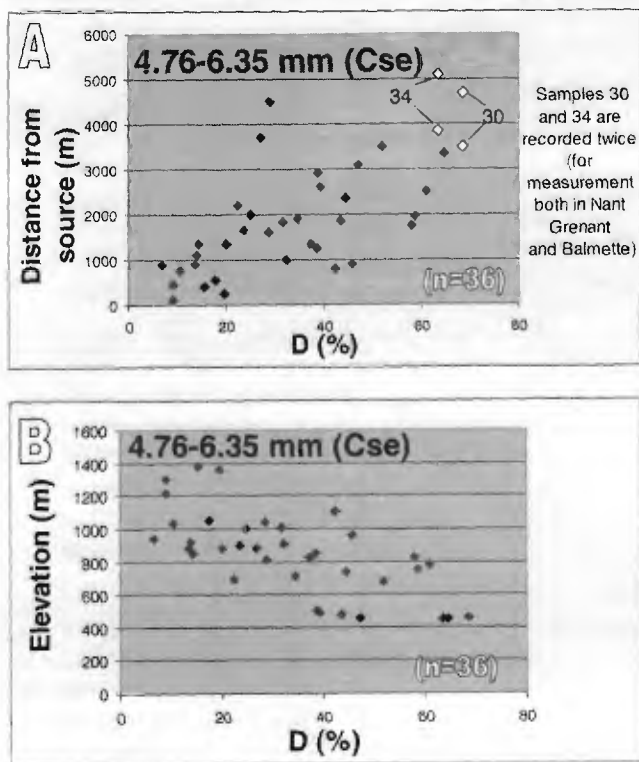 A
4.76-6.35 mm (Cse)
6000
5000
4000
3000
2000
1000
0
Distance from
source (m)
34
30
(n=36)
0
20
40
60
80
D (%)
Samples 30
and 34 are
recorded twice
(for
measurement
both in Nant
Grenant
and Balmette)
B
4.76-6.35 mm (Cse)
1600
1400
1200
1000
800
600
400
200
0
Elevation (m)
(n=36)
0
20
40
60
80
D (%)